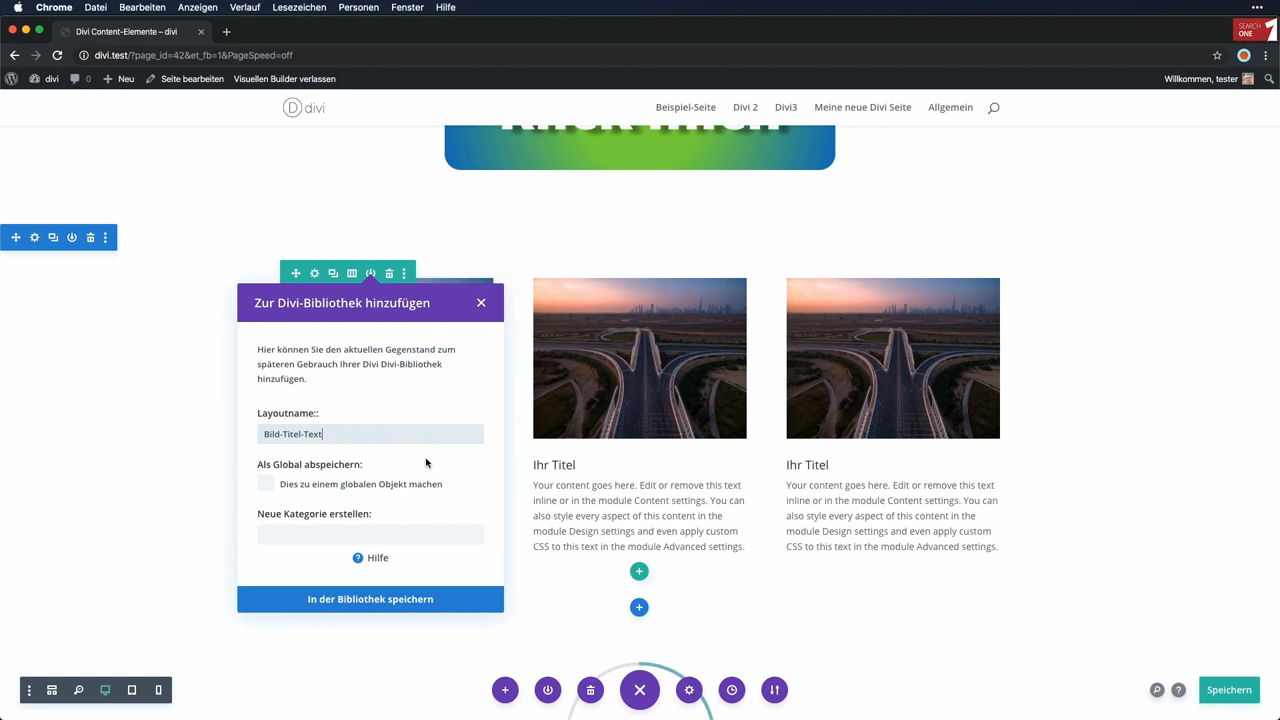 Chrome Datei Bearbeiten Anzeigen Verlauf Lesezeichen Personen Fenster Hilfe
Divi Content-Elemente – divi
SEARCH
ONE
divi.test/?page_id=42&et_fb=1&PageSpeed=off
divi 0 Neu Seite bearbeiten Visuellen Builder verlassen Willkommen, tester
D divi Beispiel-Seite Divi 2 Divi3 Meine neue Divi Seite Allgemein
Zur Divi-Bibliothek hinzufügen
Hier können Sie den aktuellen Gegenstand zum
späteren Gebrauch Ihrer Divi Divi-Bibliothek
hinzufügen.
Layoutname::
Bild-Titel-Text
Als Global abspeichern:
Dies zu einem globalen Objekt machen
Neue Kategorie erstellen:
Hilfe
In der Bibliothek speichern
Ihr Titel
Your content goes here. Edit or remove this text
inline or in the module Content settings. You can
also style every aspect of this content in the
module Design settings and even apply custom
CSS to this text in the module Advanced settings.
Ihr Titel
Your content goes here. Edit or remove this text
inline or in the module Content settings. You can
also style every aspect of this content in the
module Design settings and even apply custom
CSS to this text in the module Advanced settings.
Speichern